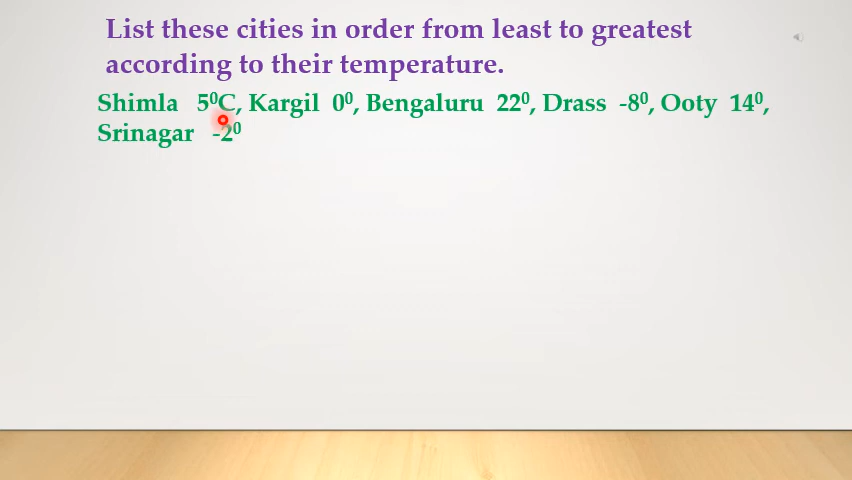 List these cities in order from least to greatest
according to their temperature.
Shimla 5⁰C, Kargil 0⁰, Bengaluru 22⁰, Drass -8⁰, Ooty 14⁰,
Srinagar -2⁰